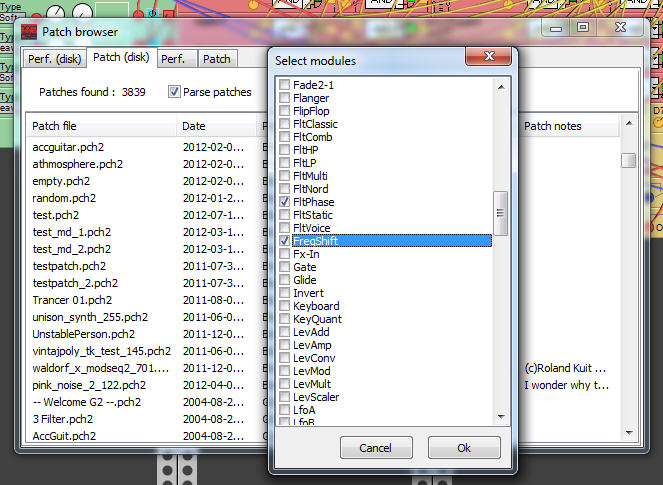 Type
Soft
Patch browser
Perf. (disk) Patch (disk) Perf. Patch
Patches found : 3839 Parse patches
Patch file Date Patch notes
accguitar.pch2 2012-02-0...
athmosphere.pch2 2012-02-0...
empty.pch2 2012-02-0...
random.pch2 2012-01-2...
test.pch2 2012-07-1...
test_md_1.pch2 2012-03-1...
test_md_2.pch2 2012-03-1...
testpatch.pch2 2011-07-3...
testpatch_2.pch2 2011-07-3...
Trancer 01.pch2 2011-08-0...
unison_synth_255.pch2 2011-06-0...
UnstablePerson.pch2 2011-12-0...
vintajpoly_tk_test_145.pch2 2011-06-0...
waldorf_x_modseq2_701.... 2011-12-0... (c)Roland Kuit ...
pink_noise_2_122.pch2 2012-04-0... I wonder why t...
-- Welcome G2 --.pch2 2004-08-2...
3 Filter.pch2 2004-08-2...
AccGuit.pch2 2004-08-2...
Select modules
Fade2-1
Flanger
FlipFlop
FltClassic
FltComb
FltHP
FltLP
FltMulti
FltNord
FltPhase
FltStatic
FltVoice
FreqShift
Fx-In
Gate
Glide
Invert
Keyboard
KeyQuant
LevAdd
LevAmp
LevConv
LevMod
LevMult
LevScaler
LfoA
LfoB
Cancel Ok